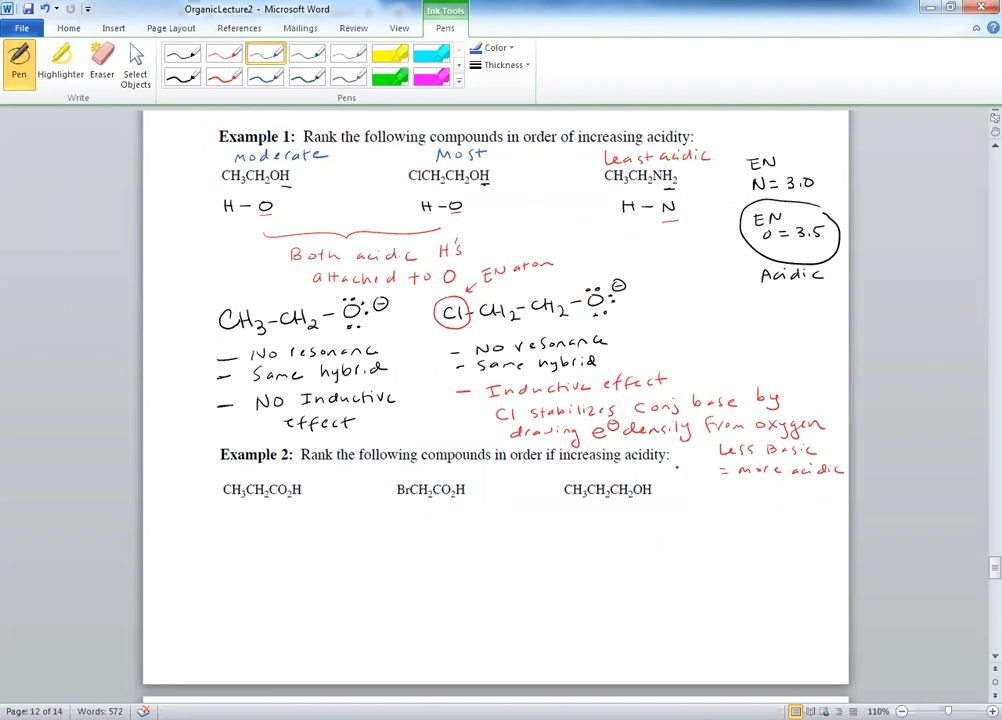 OrganicLecture2 - Microsoft Word
Ink Tools
File Home Insert Page Layout References Mailings Review View Pens
Pen
Highlighter
Eraser
Select Objects
Color
Thickness
Write
Pens
Example 1: Rank the following compounds in order of increasing acidity:
moderate Most Least acidic
CH3CH2OH ClCH2CH2OH CH3CH2NH2
H - O H - O H - N
EN
N = 3.0
EN
O = 3.5
Acidic
Both acidic H's
attached to O
EN atom
CH3-CH2-O:⊖ Cl-CH2-CH2-O:⊖
- No resonance
- Same hybrid
- NO Inductive
effect
- No resonance
- Same hybrid
- Inductive effect
Cl stabilizes conj base by
drawing e⊖ density from oxygen
Less Basic
= more acidic
Example 2: Rank the following compounds in order if increasing acidity:
CH3CH2CO2H BrCH2CO2H CH3CH2CH2OH
Page: 12 of 14 Words: 572 110%